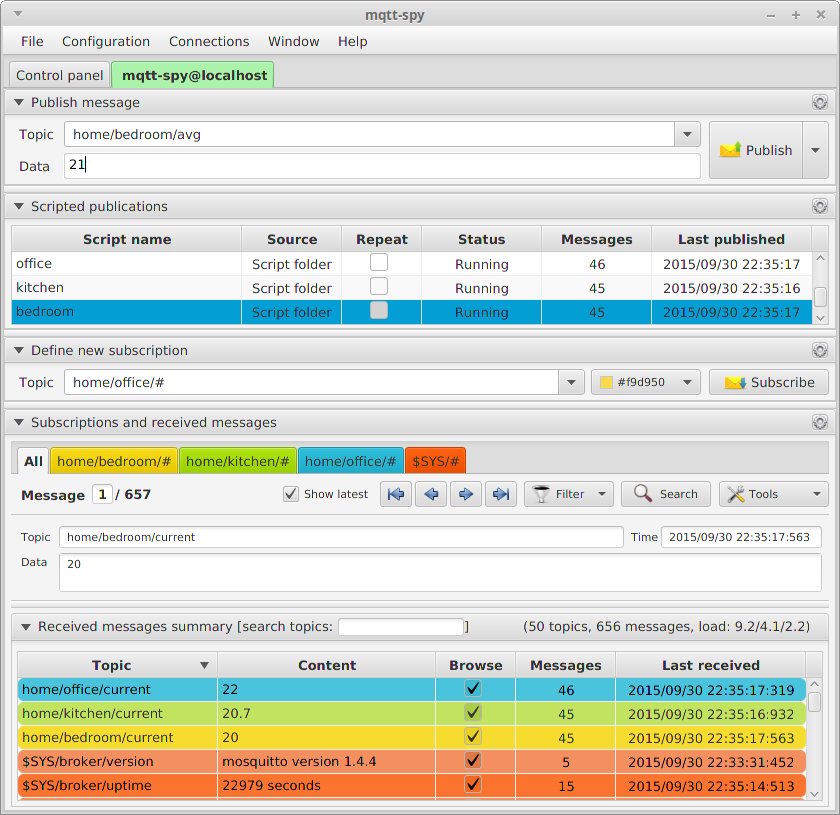 mqtt-spy
File Configuration Connections Window Help
Control panel mqtt-spy@localhost
Publish message
Topic home/bedroom/avg
Publish
Data 21
Scripted publications
Script name Source Repeat Status Messages Last published
office Script folder Running 46 2015/09/30 22:35:17
kitchen Script folder Running 45 2015/09/30 22:35:16
bedroom Script folder Running 45 2015/09/30 22:35:17
Define new subscription
Topic home/office/# #f9d950 Subscribe
Subscriptions and received messages
All home/bedroom/# home/kitchen/# home/office/# $SYS/#
Message 1 / 657 Show latest Filter Search Tools
Topic home/bedroom/current Time 2015/09/30 22:35:17:563
Data 20
Received messages summary [search topics: ] (50 topics, 656 messages, load: 9.2/4.1/2.2)
Topic Content Browse Messages Last received
home/office/current 22 46 2015/09/30 22:35:17:319
home/kitchen/current 20.7 45 2015/09/30 22:35:16:932
home/bedroom/current 20 45 2015/09/30 22:35:17:563
$SYS/broker/version mosquitto version 1.4.4 5 2015/09/30 22:33:31:452
$SYS/broker/uptime 22979 seconds 15 2015/09/30 22:35:14:513